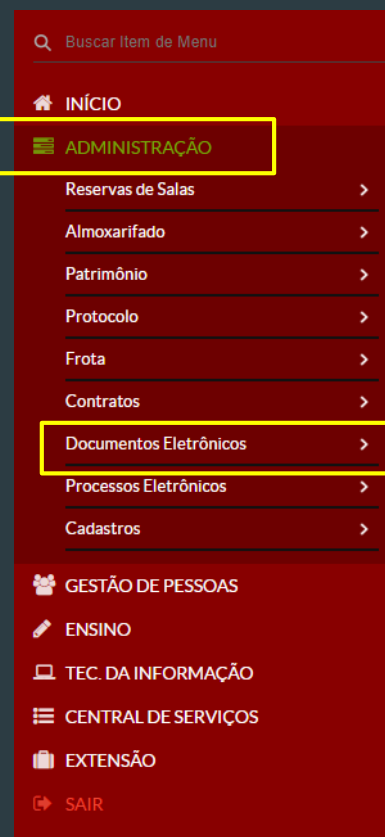 Buscar Item de Menu
INÍCIO
ADMINISTRAÇÃO
Reservas de Salas
Almoxarifado
Patrimônio
Protocolo
Frota
Contratos
Documentos Eletrônicos
Processos Eletrônicos
Cadastros
GESTÃO DE PESSOAS
ENSINO
TEC. DA INFORMAÇÃO
CENTRAL DE SERVIÇOS
EXTENSÃO
SAIR